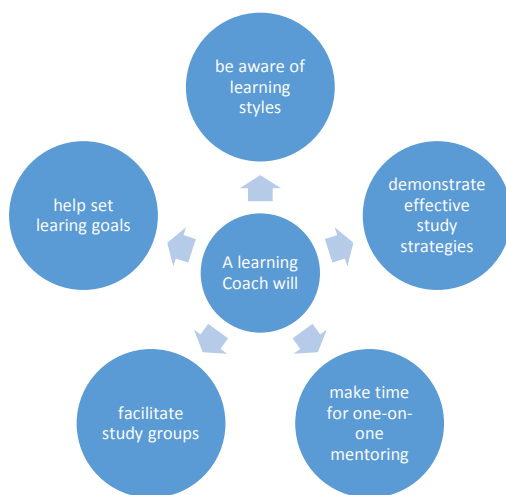 be aware of
learning
styles
demonstrate
effective
study
strategies
make time
for one-on-
one
mentoring
facilitate
study groups
help set
learing goals
A learning
Coach will